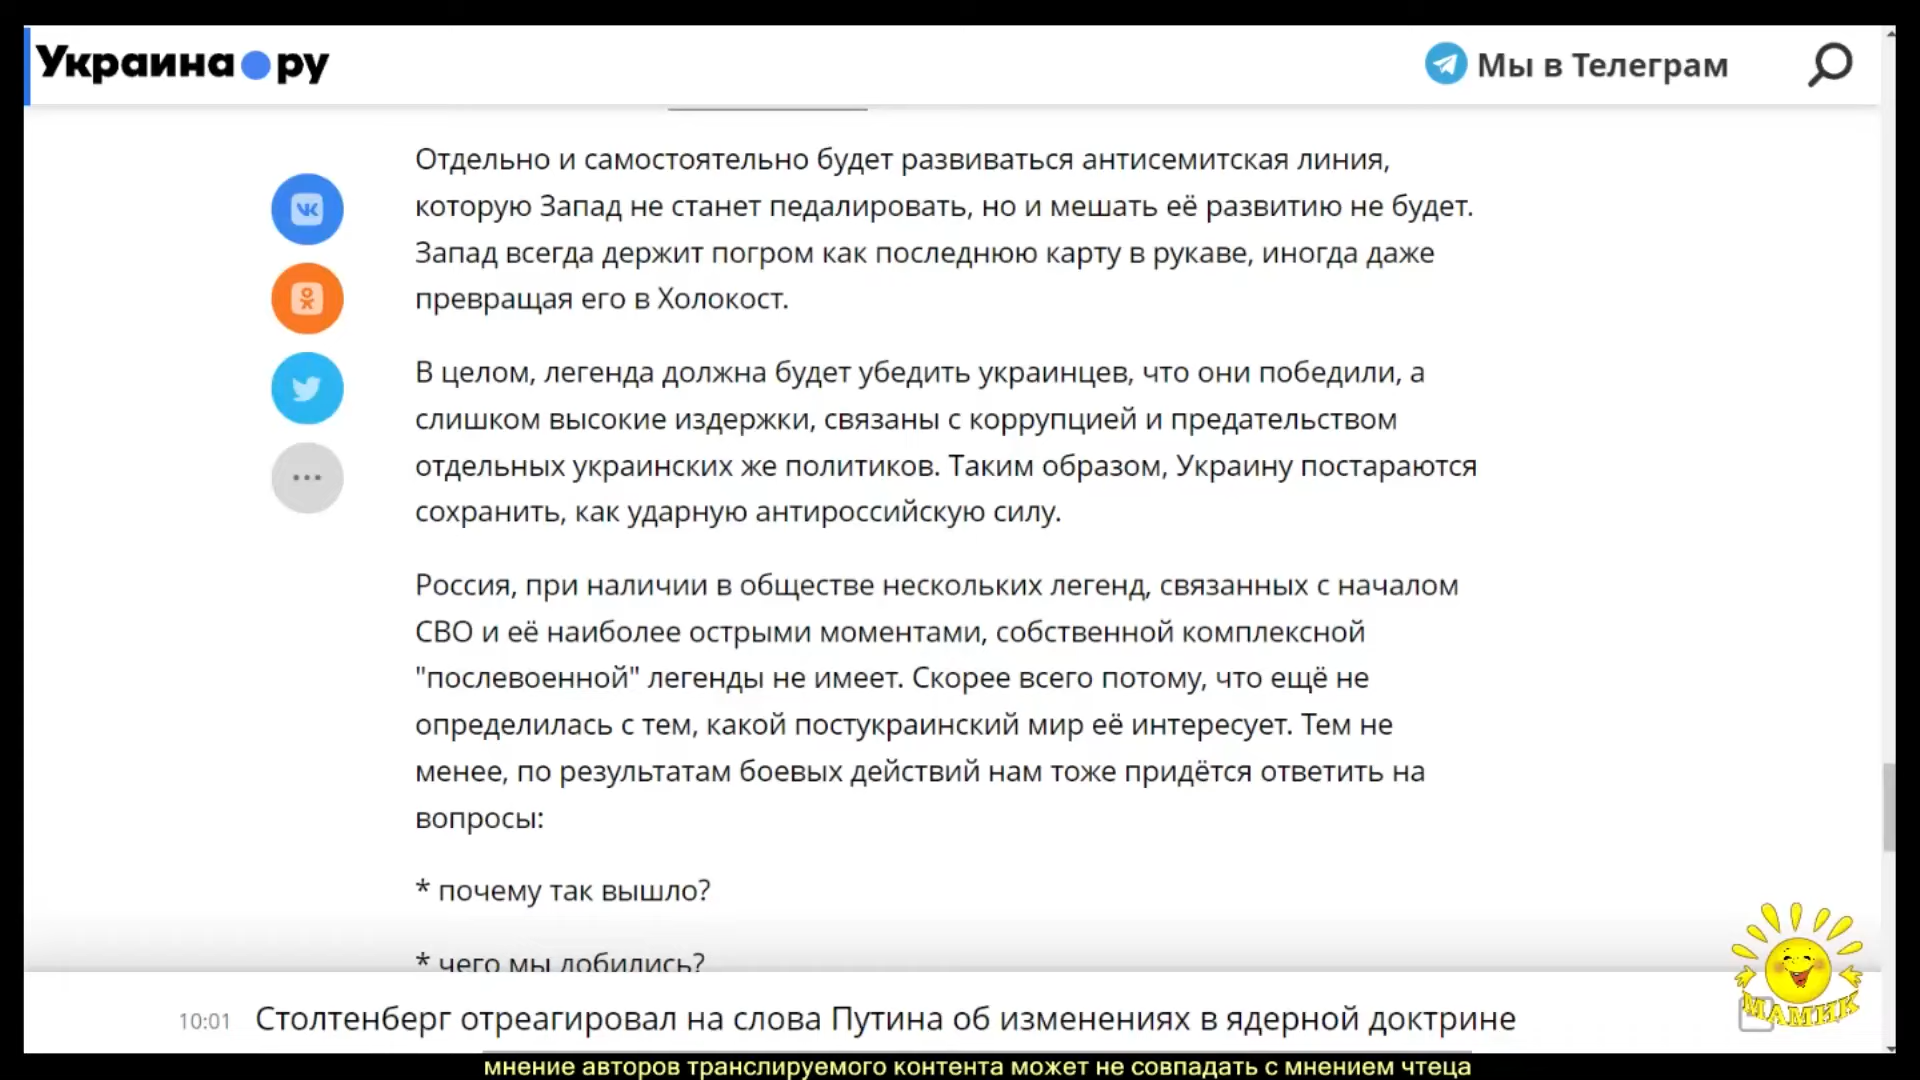 Украина ру
Мы в Телеграм
Отдельно и самостоятельно будет развиваться антисемитская линия,
которую Запад не станет педалировать, но и мешать её развитию не будет.
Запад всегда держит погром как последнюю карту в рукаве, иногда даже
превращая его в Холокост.
В целом, легенда должна будет убедить украинцев, что они победили, а
слишком высокие издержки, связаны с коррупцией и предательством
отдельных украинских же политиков. Таким образом, Украину постараются
сохранить, как ударную антироссийскую силу.
Россия, при наличии в обществе нескольких легенд, связанных с началом
СВО и её наиболее острыми моментами, собственной комплексной
"послевоенной" легенды не имеет. Скорее всего потому, что ещё не
определилась с тем, какой постукраинский мир её интересует. Тем не
менее, по результатам боевых действий нам тоже придётся ответить на
вопросы:
* почему так вышло?
* чего мы добились?
10:01 Столтенберг отреагировал на слова Путина об изменениях в ядерной доктрине
МАМИК
мнение авторов транслируемого контента может не совпадать с мнением чтеца